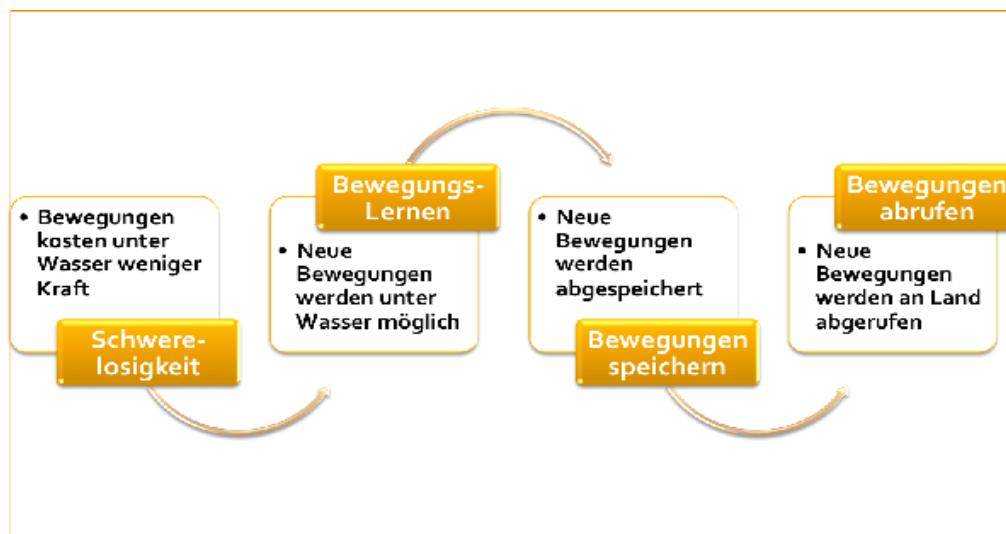 • Bewegungen
kosten unter
Wasser weniger
Kraft
Schwere-
losigkeit
Bewegungs-
Lernen
• Neue
Bewegungen
werden unter
Wasser möglich
• Neue
Bewegungen
werden
abgespeichert
Bewegungen
speichern
Bewegungen
abrufen
• Neue
Bewegungen
werden an Land
abgerufen